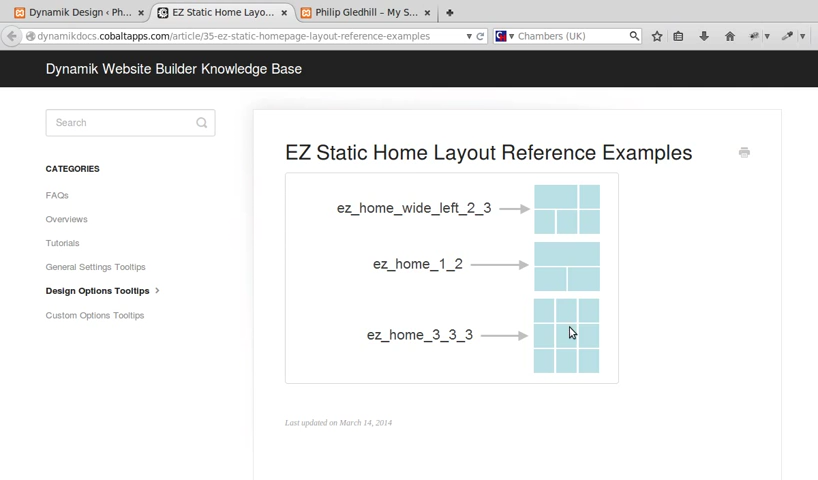 Dynamik Design ‹ Ph...
EZ Static Home Layo...
Philip Gledhill – My S...
dynamikdocs.cobaltapps.com/article/35-ez-static-homepage-layout-reference-examples
Chambers (UK)
Dynamik Website Builder Knowledge Base
Search
CATEGORIES
FAQs
Overviews
Tutorials
General Settings Tooltips
Design Options Tooltips
Custom Options Tooltips
EZ Static Home Layout Reference Examples
ez_home_wide_left_2_3
ez_home_1_2
ez_home_3_3_3
Last updated on March 14, 2014